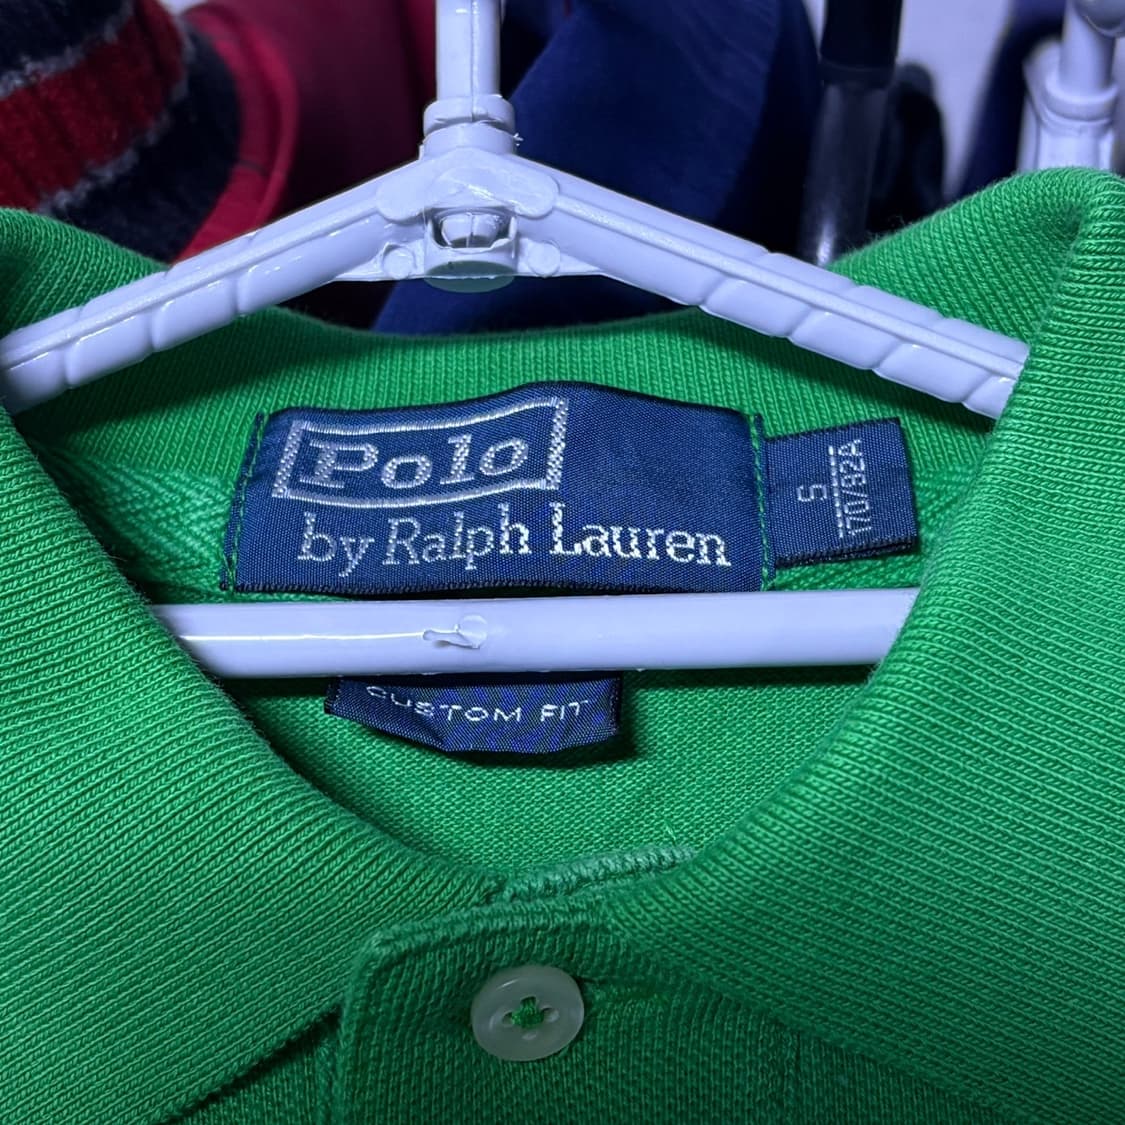 Polo
by Ralph Lauren
S
170/92A
CUSTOM FIT